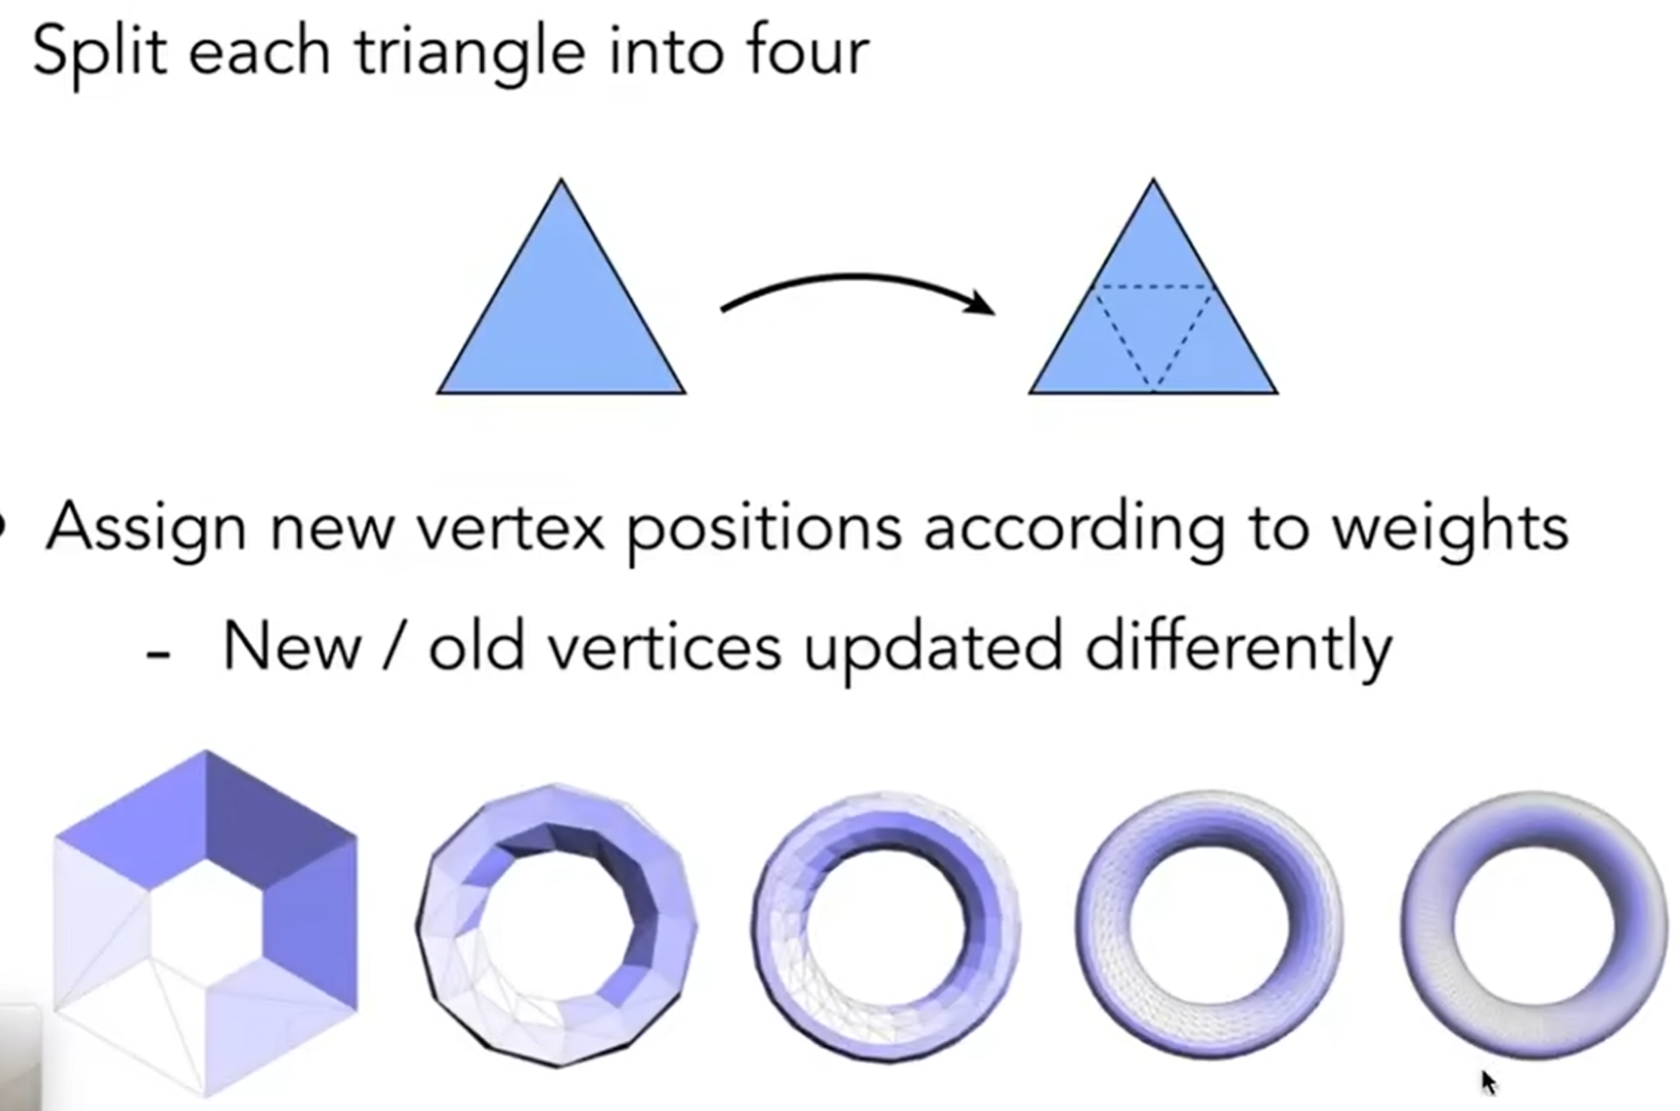 Split each triangle into four
• Assign new vertex positions according to weights
- New / old vertices updated differently